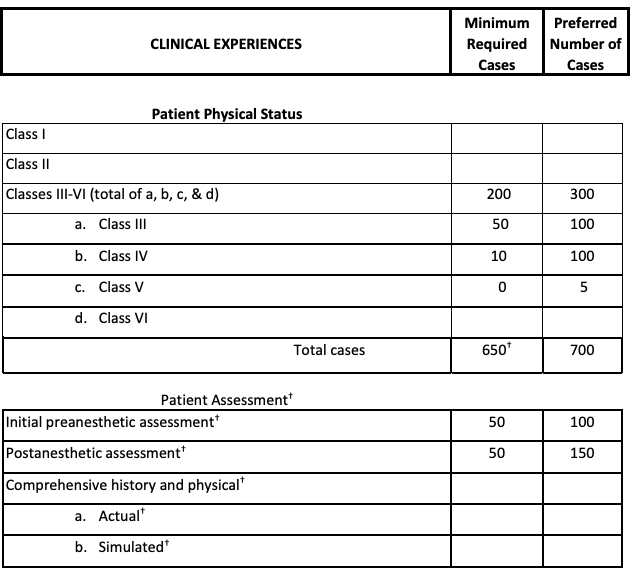 CLINICAL EXPERIENCES Minimum Required Cases Preferred Number of Cases
Patient Physical Status
Class I
Class II
Classes III-VI (total of a, b, c, & d) 200 300
a. Class III 50 100
b. Class IV 10 100
c. Class V 0 5
d. Class VI
Total cases 650† 700
Patient Assessment†
Initial preanesthetic assessment† 50 100
Postanesthetic assessment† 50 150
Comprehensive history and physical†
a. Actual†
b. Simulated†